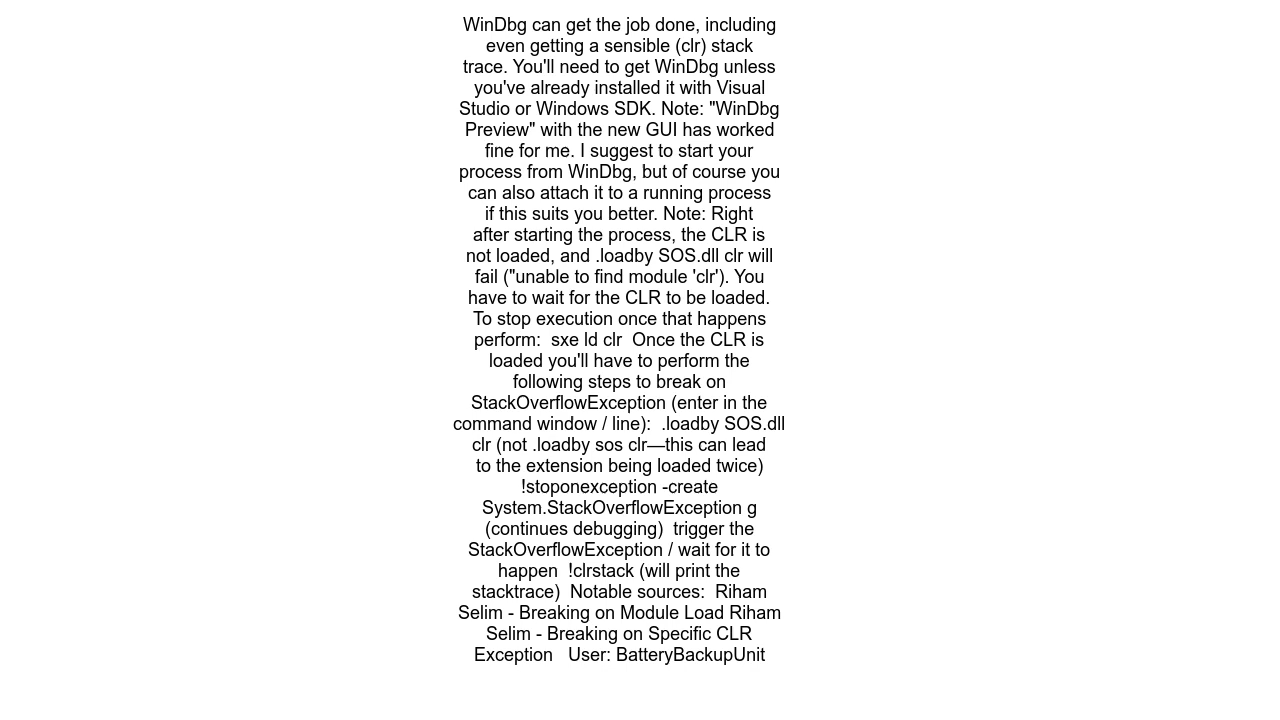 WinDbg can get the job done, including
even getting a sensible (clr) stack
trace. You'll need to get WinDbg unless
you've already installed it with Visual
Studio or Windows SDK. Note: "WinDbg
Preview" with the new GUI has worked
fine for me. I suggest to start your
process from WinDbg, but of course you
can also attach it to a running process
if this suits you better. Note: Right
after starting the process, the CLR is
not loaded, and .loadby SOS.dll clr will
fail ("unable to find module 'clr'). You
have to wait for the CLR to be loaded.
To stop execution once that happens
perform:  sxe ld clr  Once the CLR is
loaded you'll have to perform the
following steps to break on
StackOverflowException (enter in the
command window / line):  .loadby SOS.dll
clr (not .loadby sos clr—this can lead
to the extension being loaded twice)
!stoponexception -create
System.StackOverflowException g
(continues debugging)  trigger the
StackOverflowException / wait for it to
happen  !clrstack (will print the
stacktrace)  Notable sources:  Riham
Selim - Breaking on Module Load Riham
Selim - Breaking on Specific CLR
Exception   User: BatteryBackupUnit